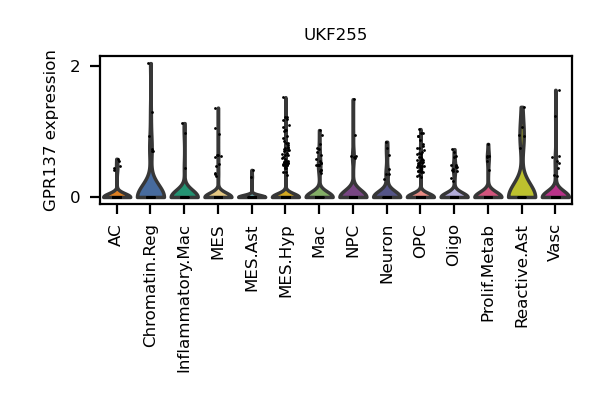 UKF255
GPR137 expression
2
0
AC
Chromatin.Reg
Inflammatory.Mac
MES
MES.Ast
MES.Hyp
Mac
NPC
Neuron
OPC
Oligo
Prolif.Metab
Reactive.Ast
Vasc